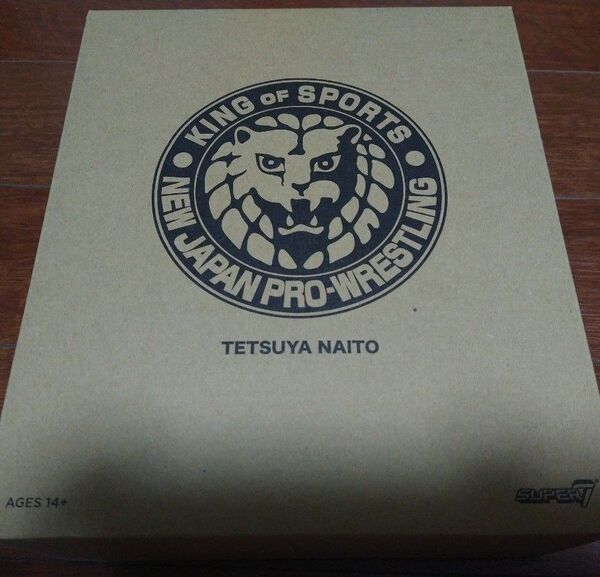 KING OF SPORTS
NEW JAPAN PRO-WRESTLING
TETSUYA NAITO
AGES 14+
SUPER7